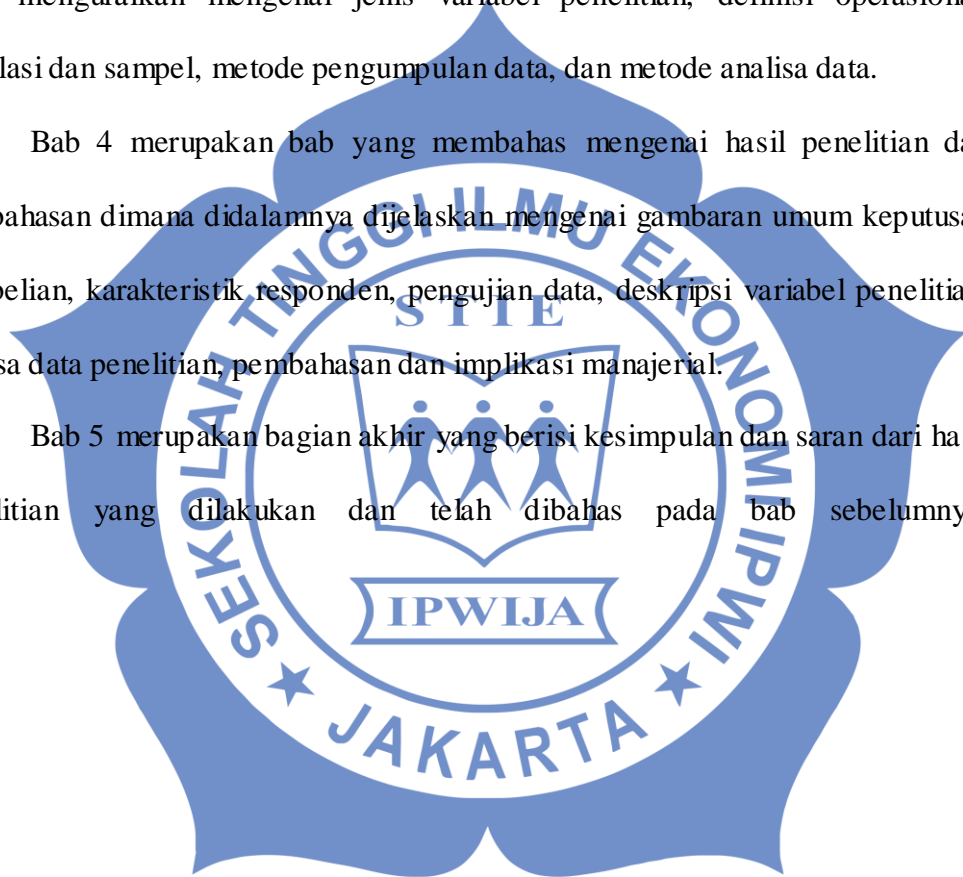 menguraikan mengenai jenis variabel penelitian, definisi operasiona
lasi dan sampel, metode pengumpulan data, dan metode analisa data.
Bab 4 merupakan bab yang membahas mengenai hasil penelitian da
bahasan dimana didalamnya dijelaskan mengenai gambaran umum keputusa
belian, karakteristik responden, pengujian data, deskripsi variabel penelitia
sa data penelitian, pembahasan dan implikasi manajerial.
Bab 5 merupakan bagian akhir yang berisi kesimpulan dan saran dari ha
litian yang dilakukan dan telah dibahas pada bab sebelumny
SEKOLAH TINGGI ILMU EKONOMI IPWI
★ JAKARTA ★
STIE
IPWIJA